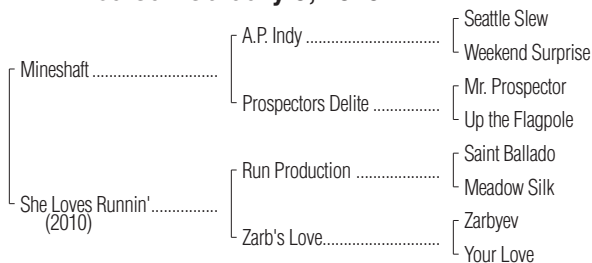 Seattle Slew
A.P. Indy
Weekend Surprise
Mineshaft
Mr. Prospector
Prospectors Delite
Up the Flagpole
Saint Ballado
Run Production
Meadow Silk
She Loves Runnin'
(2010)
Zarbyev
Zarb's Love
Your Love